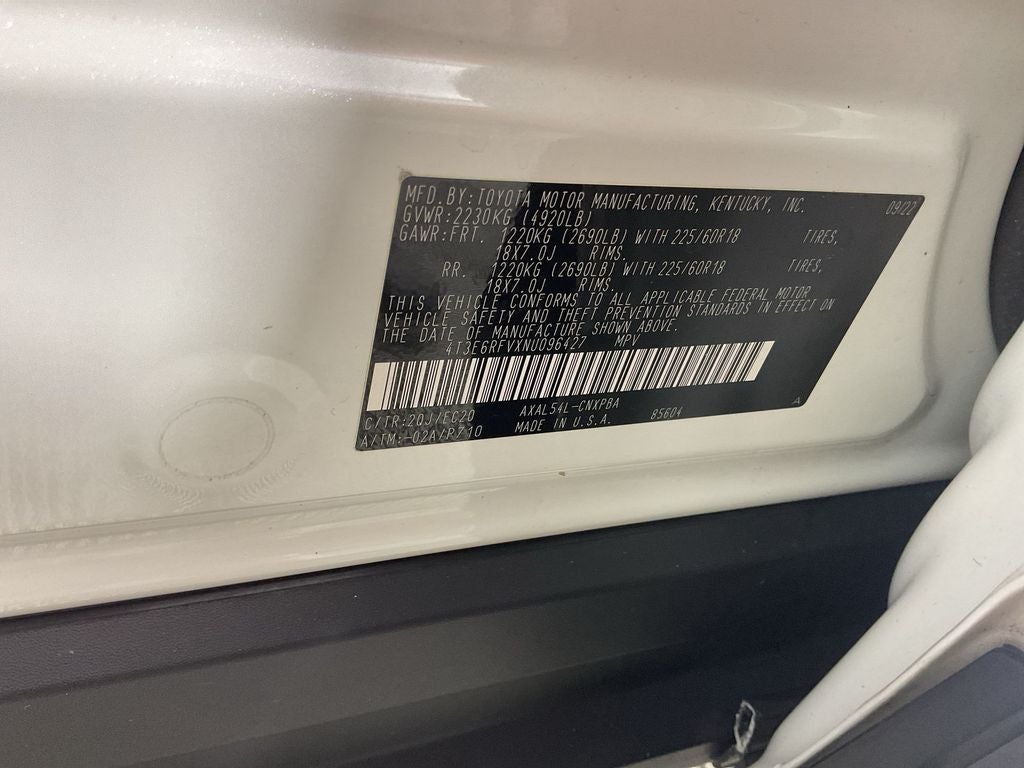 MFD. BY: TOYOTA MOTOR MANUFACTURING, KENTUCKY, INC. 09/22
GVWR: 2230KG (4920LB)
GAWR: FRT. 1220KG (2690LB) WITH 225/60R18 TIRES,
18X7.0J RIMS.
RR. 1220KG (2690LB) WITH 225/60R18 TIRES,
18X7.0J RIMS.
THIS VEHICLE CONFORMS TO ALL APPLICABLE FEDERAL MOTOR
VEHICLE SAFETY AND THEFT PREVENTION STANDARDS IN EFFECT ON
THE DATE OF MANUFACTURE SHOWN ABOVE.
4T3E6RFVXNU096427 MPV
C/TR: 20J/EC20 AXAL54L-CNXPBA 85604 A
A/TM: -02A/P710 MADE IN U.S.A.